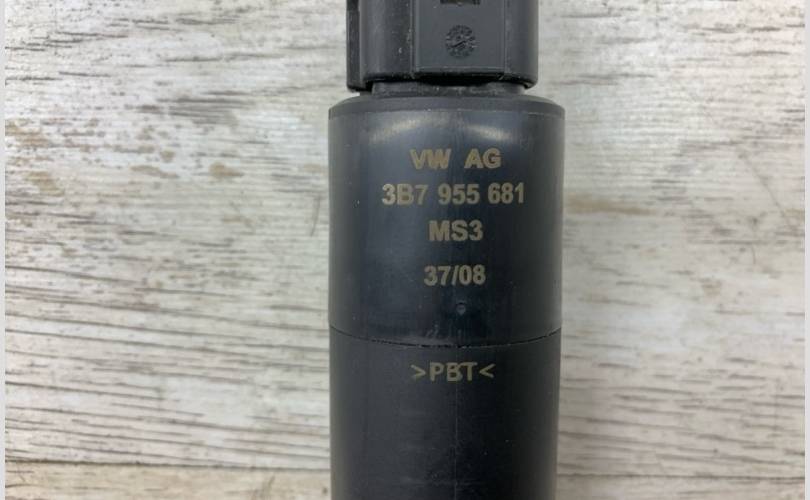 VW AG
3B7 955 681
MS3
37/08
>PBT<